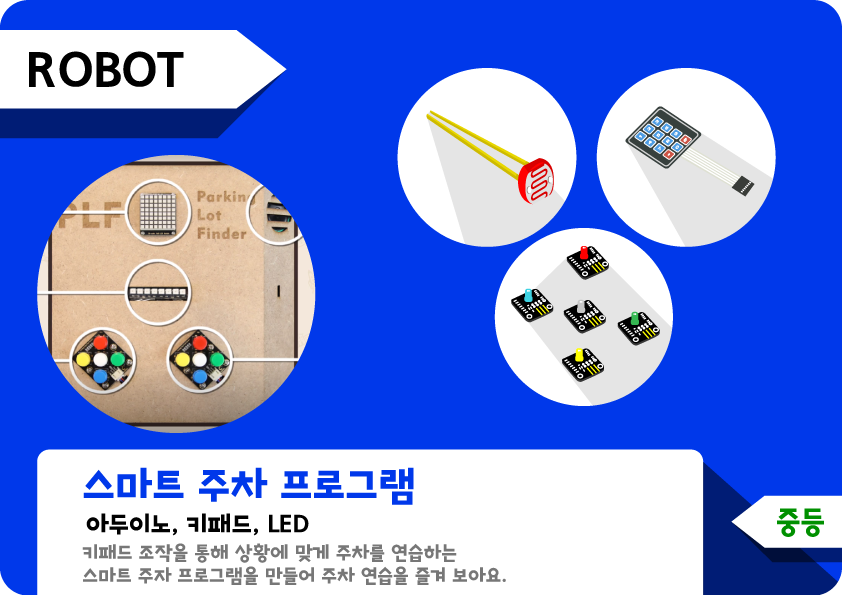 ROBOT
PLF
Parking
Lot
Finder
스마트 주차 프로그램
아두이노, 키패드, LED
키패드 조작을 통해 상황에 맞게 주차를 연습하는
스마트 주자 프로그램을 만들어 주차 연습을 즐겨 보아요.
중등